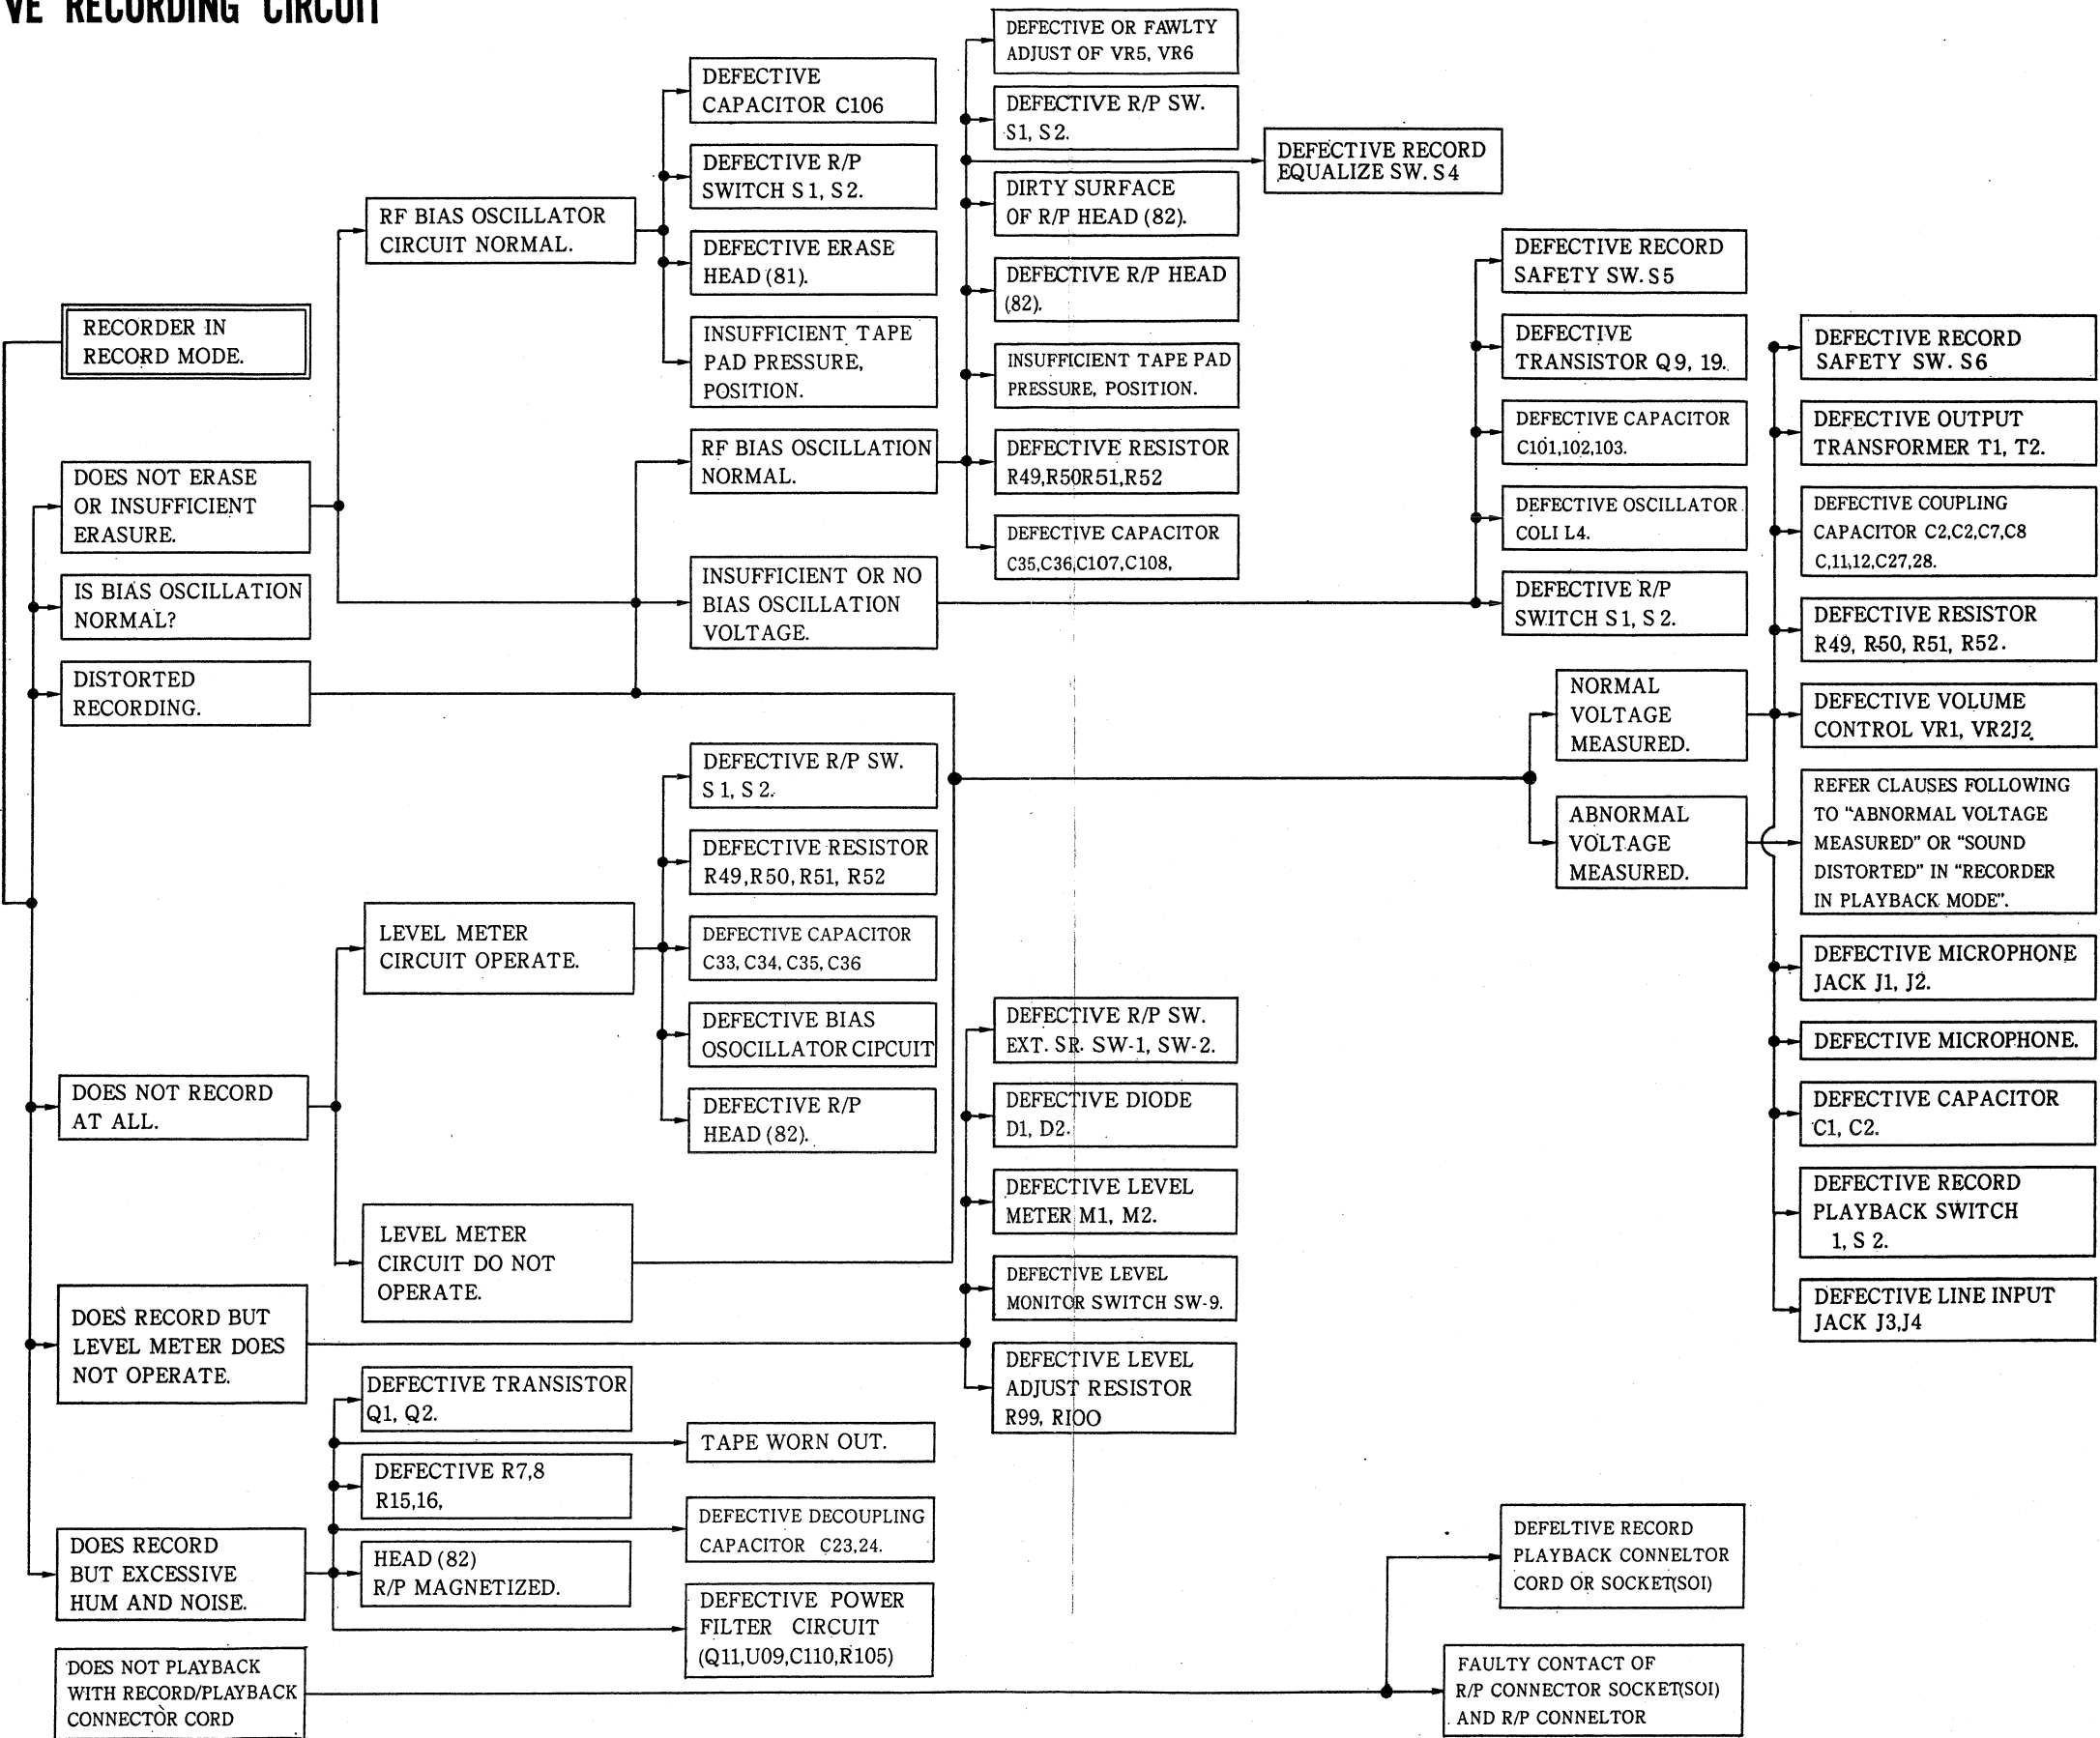 VE RECORDING CIRCUIT
RECORDER IN
RECORD MODE.
DOES NOT ERASE
OR INSUFFICIENT
ERASURE.
IS BIAS OSCILLATION
NORMAL?
DISTORTED
RECORDING.
DOES NOT RECORD
AT ALL.
DOES RECORD BUT
LEVEL METER DOES
NOT OPERATE.
DOES RECORD
BUT EXCESSIVE
HUM AND NOISE.
DOES NOT PLAYBACK
WITH RECORD/PLAYBACK
CONNECTOR CORD
RF BIAS OSCILLATOR
CIRCUIT NORMAL.
LEVEL METER
CIRCUIT OPERATE.
LEVEL METER
CIRCUIT DO NOT
OPERATE.
DEFECTIVE TRANSISTOR
Q1, Q2.
DEFECTIVE R7,8
R15,16,
HEAD (82)
R/P MAGNETIZED.
DEFECTIVE
CAPACITOR C106
DEFECTIVE R/P
SWITCH S1, S2.
DEFECTIVE ERASE
HEAD (81).
INSUFFICIENT TAPE
PAD PRESSURE,
POSITION.
RF BIAS OSCILLATION
NORMAL.
INSUFFICIENT OR NO
BIAS OSCILLATION
VOLTAGE.
DEFECTIVE R/P SW.
S1, S2.
DEFECTIVE RESISTOR
R49,R50,R51, R52
DEFECTIVE CAPACITOR
C33, C34, C35, C36
DEFECTIVE BIAS
OSOCILLATOR CIPCUIT
DEFECTIVE R/P
HEAD (82).
TAPE WORN OUT.
DEFECTIVE DECOUPLING
CAPACITOR C23,24.
DEFECTIVE POWER
FILTER CIRCUIT
(Q11,U09,C110,R105)
DEFECTIVE OR FAWLTY
ADJUST OF VR5, VR6
DEFECTIVE R/P SW.
S1, S2.
DIRTY SURFACE
OF R/P HEAD (82).
DEFECTIVE R/P HEAD
(82).
INSUFFICIENT TAPE PAD
PRESSURE, POSITION.
DEFECTIVE RESISTOR
R49,R50R51,R52
DEFECTIVE CAPACITOR
C35,C36,C107,C108,
DEFECTIVE R/P SW.
EXT. SR. SW-1, SW-2.
DEFECTIVE DIODE
D1, D2.
DEFECTIVE LEVEL
METER M1, M2.
DEFECTIVE LEVEL
MONITOR SWITCH SW-9.
DEFECTIVE LEVEL
ADJUST RESISTOR
R99, R100
DEFECTIVE RECORD
EQUALIZE SW. S4
DEFECTIVE RECORD
SAFETY SW. S5
DEFECTIVE
TRANSISTOR Q9, 19.
DEFECTIVE CAPACITOR
C101,102,103.
DEFECTIVE OSCILLATOR
COLI L4.
DEFECTIVE R/P
SWITCH S1, S2.
NORMAL
VOLTAGE
MEASURED.
ABNORMAL
VOLTAGE
MEASURED.
DEFELTIVE RECORD
PLAYBACK CONNELTOR
CORD OR SOCKET(SOI)
FAULTY CONTACT OF
R/P CONNECTOR SOCKET(SOI)
AND R/P CONNELTOR
DEFECTIVE RECORD
SAFETY SW. S6
DEFECTIVE OUTPUT
TRANSFORMER T1, T2.
DEFECTIVE COUPLING
CAPACITOR C2,C2,C7,C8
C,11,12,C27,28.
DEFECTIVE RESISTOR
R49, R50, R51, R52.
DEFECTIVE VOLUME
CONTROL VR1, VR2J2
REFER CLAUSES FOLLOWING
TO “ABNORMAL VOLTAGE
MEASURED” OR “SOUND
DISTORTED” IN “RECORDER
IN PLAYBACK MODE”.
DEFECTIVE MICROPHONE
JACK J1, J2.
DEFECTIVE MICROPHONE.
DEFECTIVE CAPACITOR
C1, C2.
DEFECTIVE RECORD
PLAYBACK SWITCH
1, S2.
DEFECTIVE LINE INPUT
JACK J3,J4